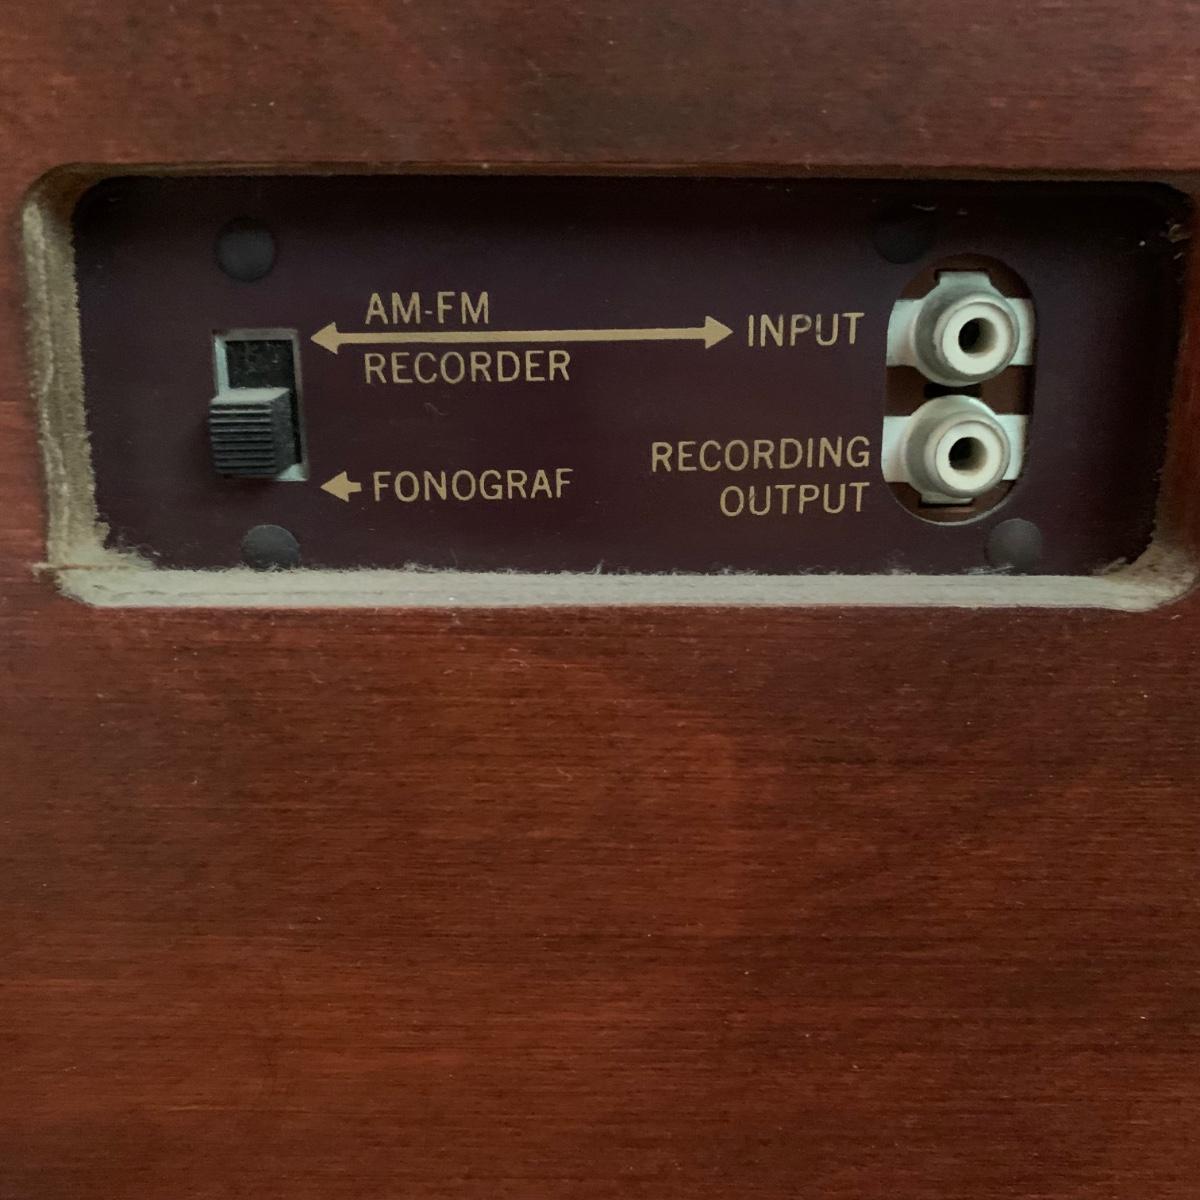 AM-FM
RECORDER
INPUT
FONOGRAF
RECORDING
OUTPUT